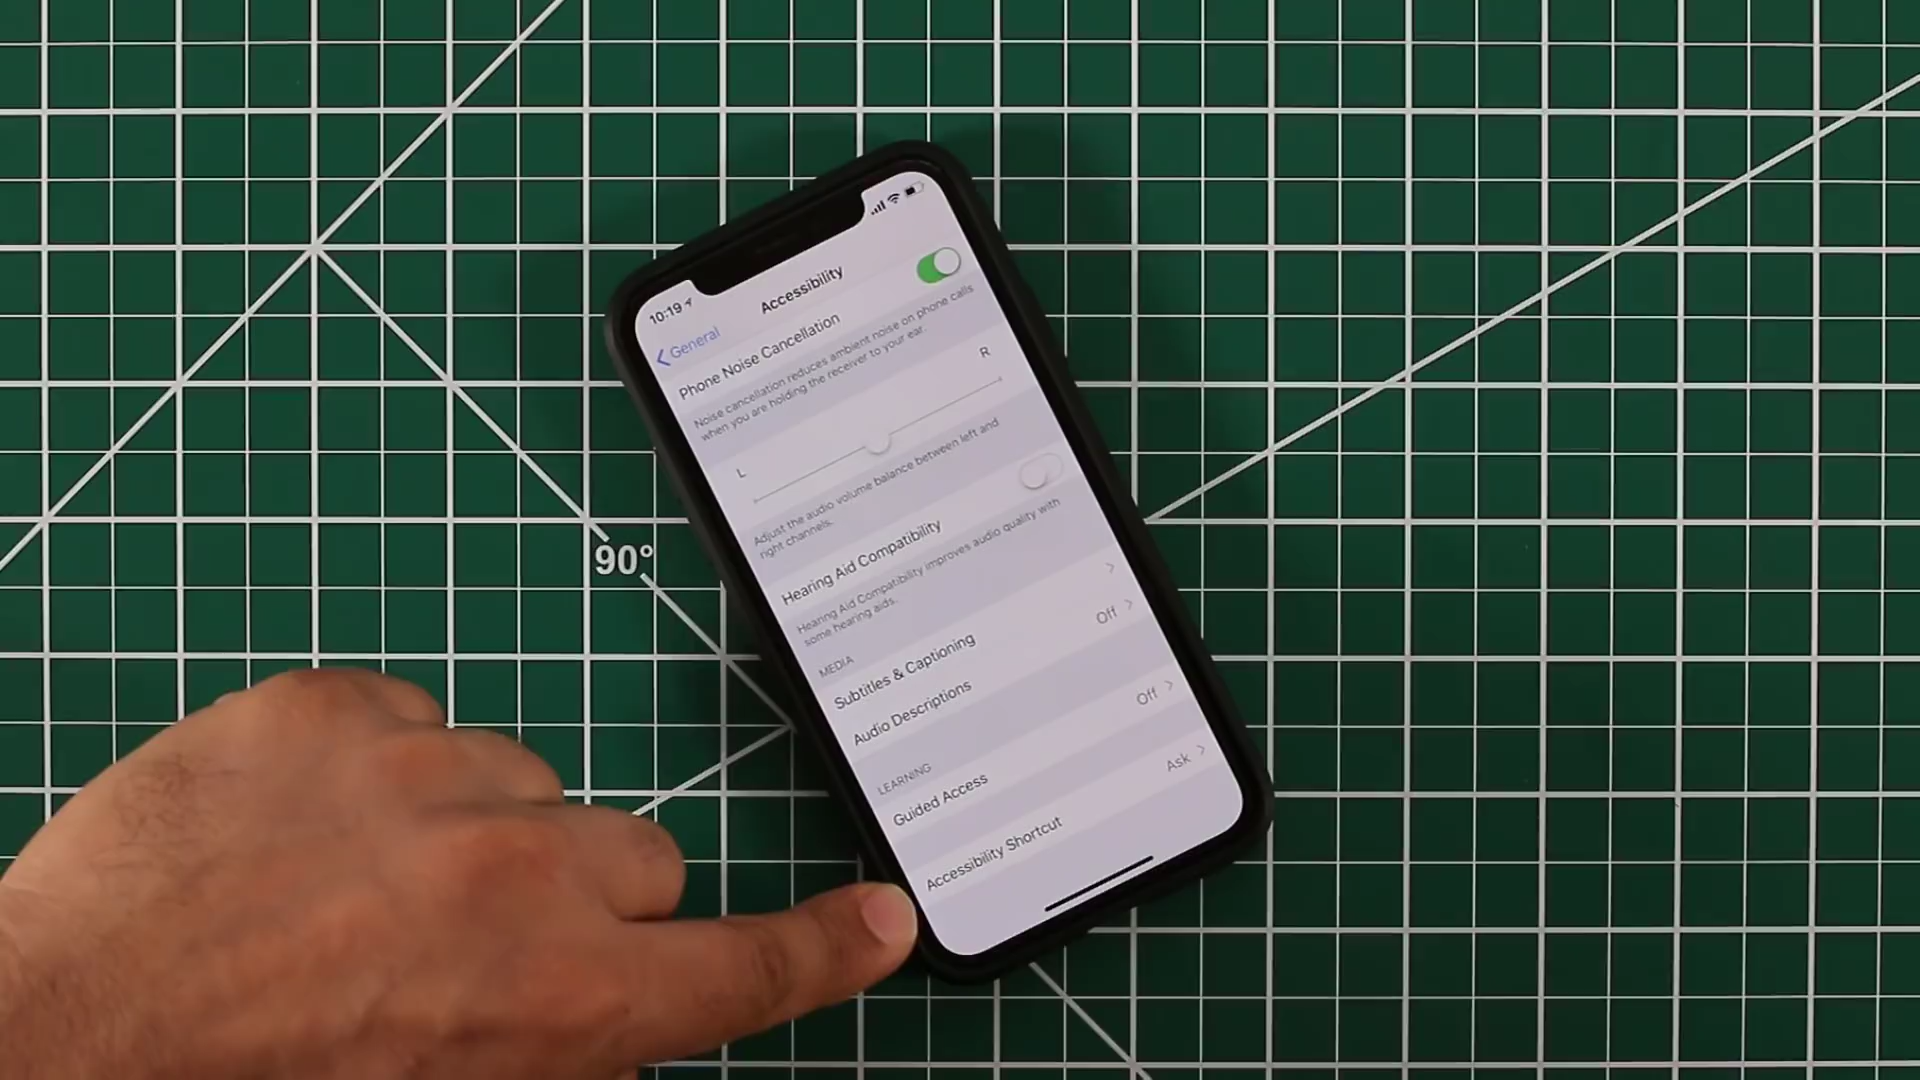 10:19
General
Accessibility
Phone Noise Cancellation
Noise cancellation reduces ambient noise on phone calls
when you are holding the receiver to your ear.
L
R
Adjust the audio volume balance between left and
right channels.
Hearing Aid Compatibility
Hearing Aid Compatibility improves audio quality with
some hearing aids.
MEDIA
Subtitles & Captioning
Audio Descriptions
Off
LEARNING
Guided Access
Off
Accessibility Shortcut
Ask
90°